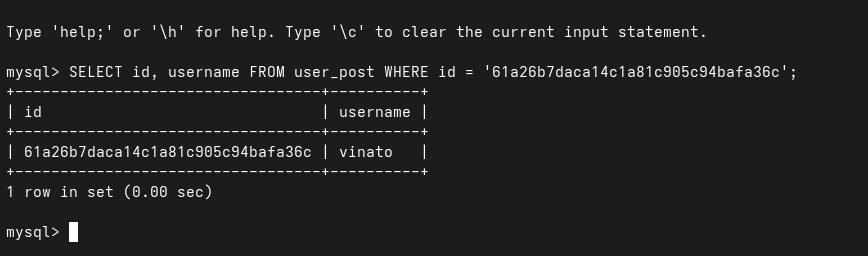 Type 'help;' or '\h' for help. Type '\c' to clear the current input statement.
mysql> SELECT id, username FROM user_post WHERE id = '61a26b7daca14c1a81c905c94bafa36c';
+----------------------------------+----------+
| id                               | username |
+----------------------------------+----------+
| 61a26b7daca14c1a81c905c94bafa36c | vinato   |
+----------------------------------+----------+
1 row in set (0.00 sec)
mysql>